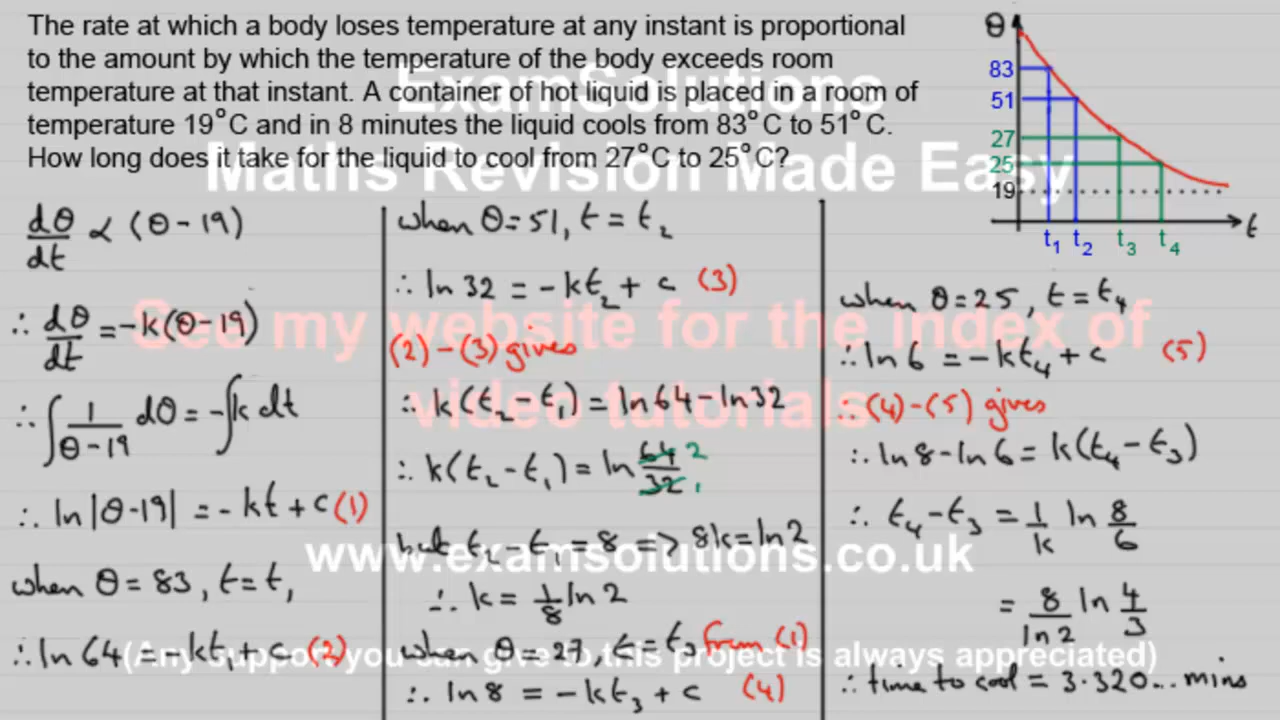 The rate at which a body loses temperature at any instant is proportional
to the amount by which the temperature of the body exceeds room
temperature at that instant. A container of hot liquid is placed in a room of
temperature 19°C and in 8 minutes the liquid cools from 83°C to 51°C.
How long does it take for the liquid to cool from 27°C to 25°C?
ExamSolutions
Maths Revision Made Easy
See my website for the index of
video tutorials
www.examsolutions.co.uk
(Any support you can give to this project is always appreciated)
dθ/dt ∝ (θ - 19)
∴ dθ/dt = -k(θ - 19)
∴ ∫ 1/(θ - 19) dθ = -∫ k dt
∴ ln|θ - 19| = -kt + c (1)
when θ = 83, t = t₁
∴ ln 64 = -kt₁ + c (2)
when θ = 51, t = t₂
∴ ln 32 = -kt₂ + c (3)
(2) - (3) gives
∴ k(t₂ - t₁) = ln 64 - ln 32
∴ k(t₂ - t₁) = ln 64/32 2 1
but t₂ - t₁ = 8 => 8k = ln 2
∴ k = 1/8 ln 2
when θ = 27, t = t₃ from (1)
∴ ln 8 = -kt₃ + c (4)
θ
83
51
27
25
19
t₁ t₂ t₃ t₄ t
when θ = 25, t = t₄
∴ ln 6 = -kt₄ + c (5)
∴ (4) - (5) gives
∴ ln 8 - ln 6 = k(t₄ - t₃)
∴ t₄ - t₃ = 1/k ln 8/6
= 8/ln 2 ln 4/3
∴ time to cool = 3.320... mins